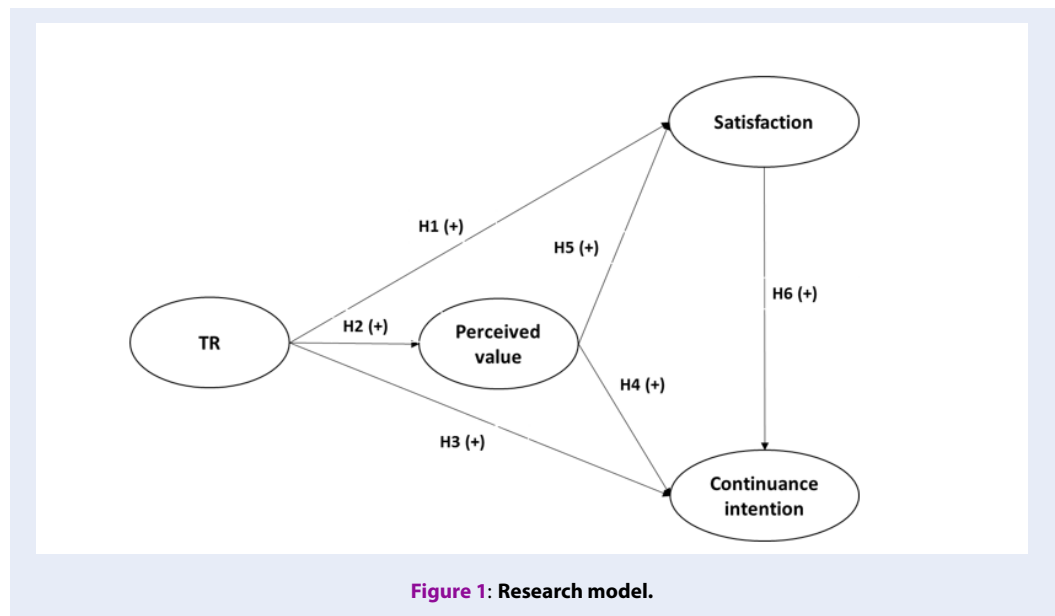 Satisfaction
H1 (+)
H5 (+)
H6 (+)
TR
H2 (+)
Perceived
value
H4 (+)
H3 (+)
Continuance
intention
Figure 1: Research model.